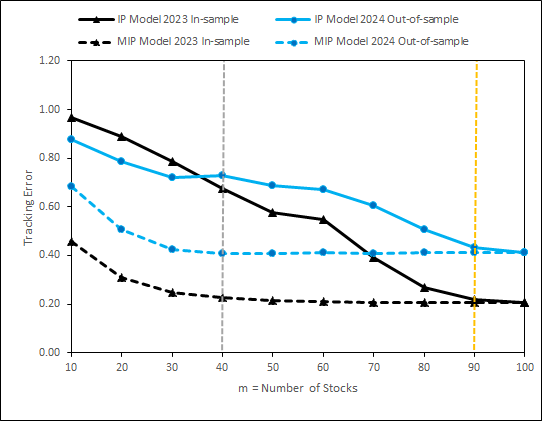 IP Model 2023 In-sample IP Model 2024 Out-of-sample
MIP Model 2023 In-sample MIP Model 2024 Out-of-sample
1.20
1.00
0.80
0.60
0.40
0.20
0.00
Tracking Error
10 20 30 40 50 60 70 80 90 100
m = Number of Stocks